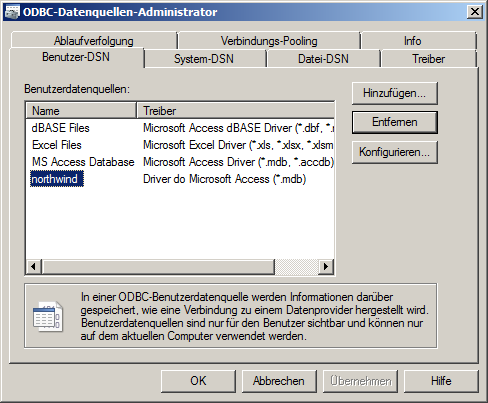 ODBC-Datenquellen-Administrator
Ablaufverfolgung Verbindungs-Pooling Info
Benutzer-DSN System-DSN Datei-DSN Treiber
Benutzerdatenquellen:
Name Treiber
dBASE Files Microsoft Access dBASE Driver (*.dbf, *.n
Excel Files Microsoft Excel Driver (*.xls, *.xlsx, *.xlsm
MS Access Database Microsoft Access Driver (*.mdb, *.accdb)
northwind Driver do Microsoft Access (*.mdb)
Hinzufügen...
Entfernen
Konfigurieren...
In einer ODBC-Benutzerdatenquelle werden Informationen darüber
gespeichert, wie eine Verbindung zu einem Datenprovider hergestellt wird.
Benutzerdatenquellen sind nur für den Benutzer sichtbar und können nur
auf dem aktuellen Computer verwendet werden.
OK Abbrechen Übernehmen Hilfe